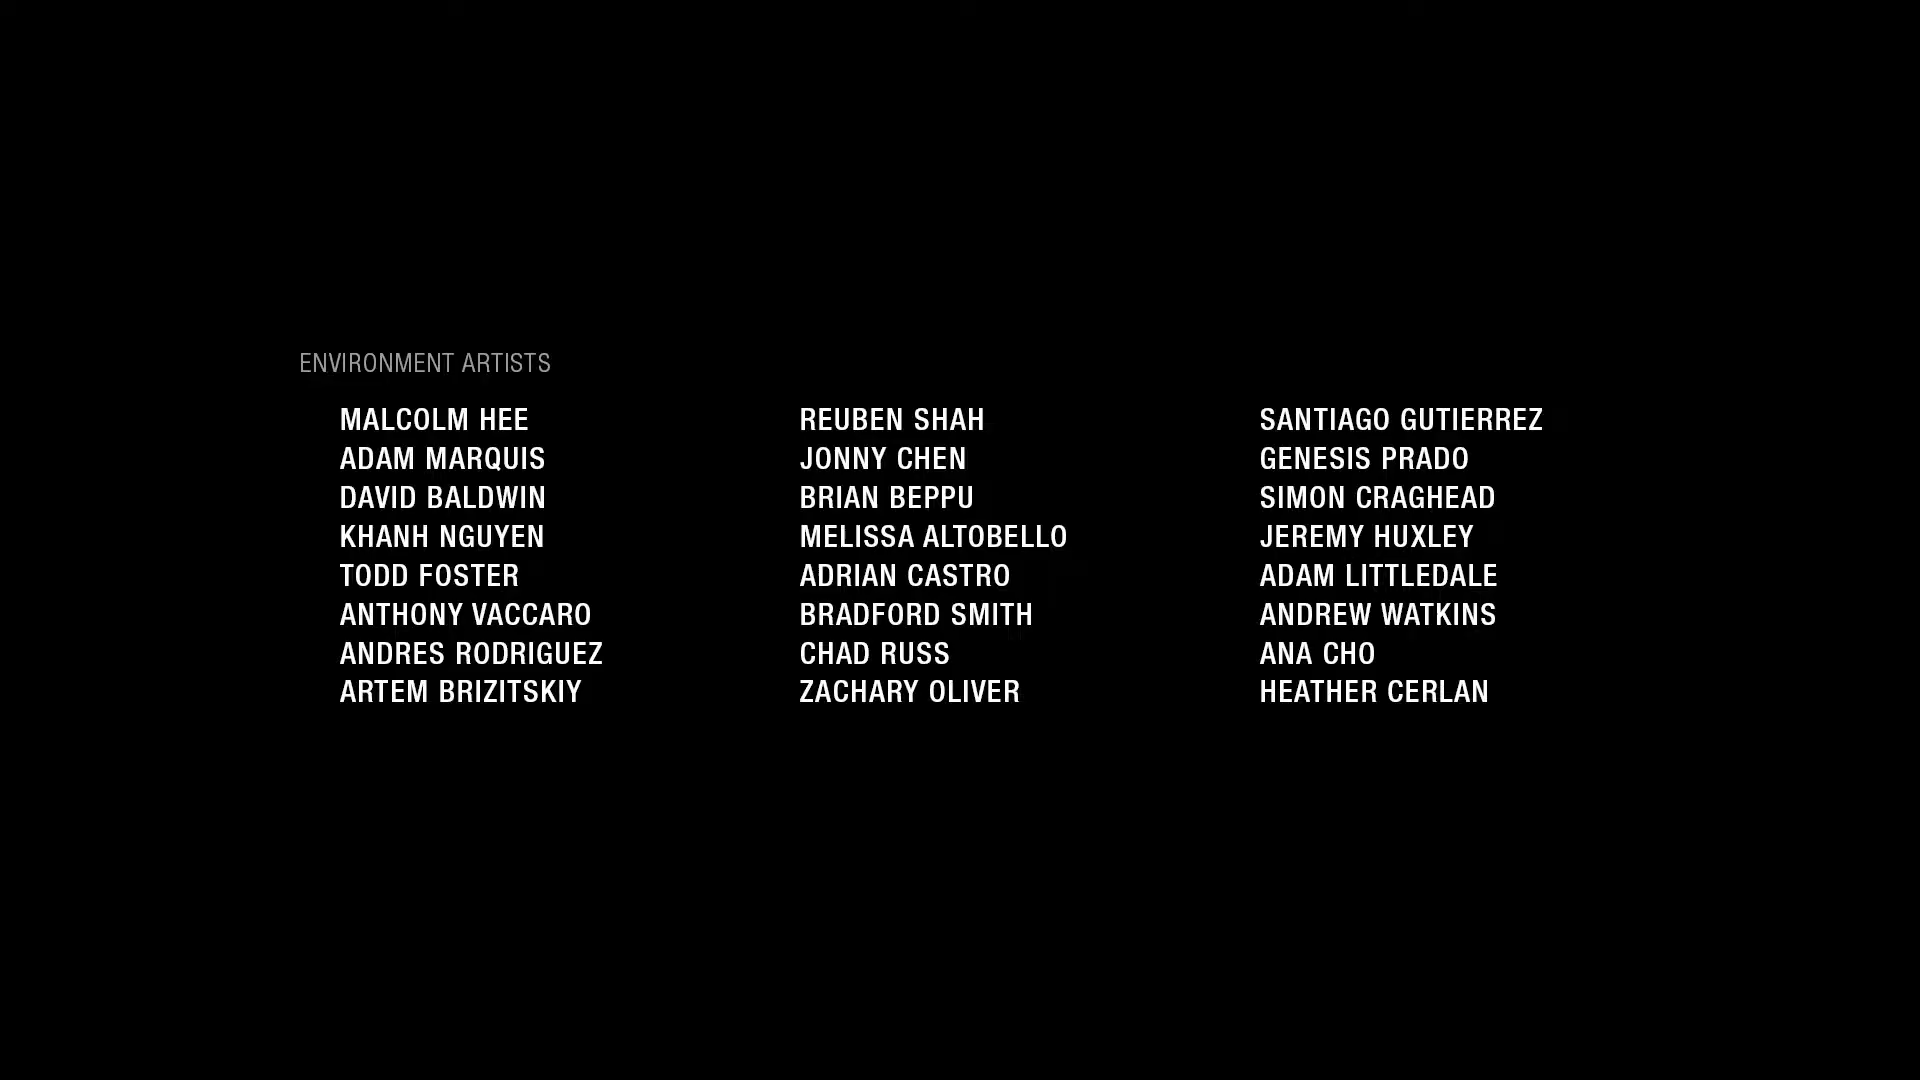 ENVIRONMENT ARTISTS
MALCOLM HEE
ADAM MARQUIS
DAVID BALDWIN
KHANH NGUYEN
TODD FOSTER
ANTHONY VACCARO
ANDRES RODRIGUEZ
ARTEM BRIZITSKIY
REUBEN SHAH
JONNY CHEN
BRIAN BEPPU
MELISSA ALTOBELLO
ADRIAN CASTRO
BRADFORD SMITH
CHAD RUSS
ZACHARY OLIVER
SANTIAGO GUTIERREZ
GENESIS PRADO
SIMON CRAGHEAD
JEREMY HUXLEY
ADAM LITTLEDALE
ANDREW WATKINS
ANA CHO
HEATHER CERLAN